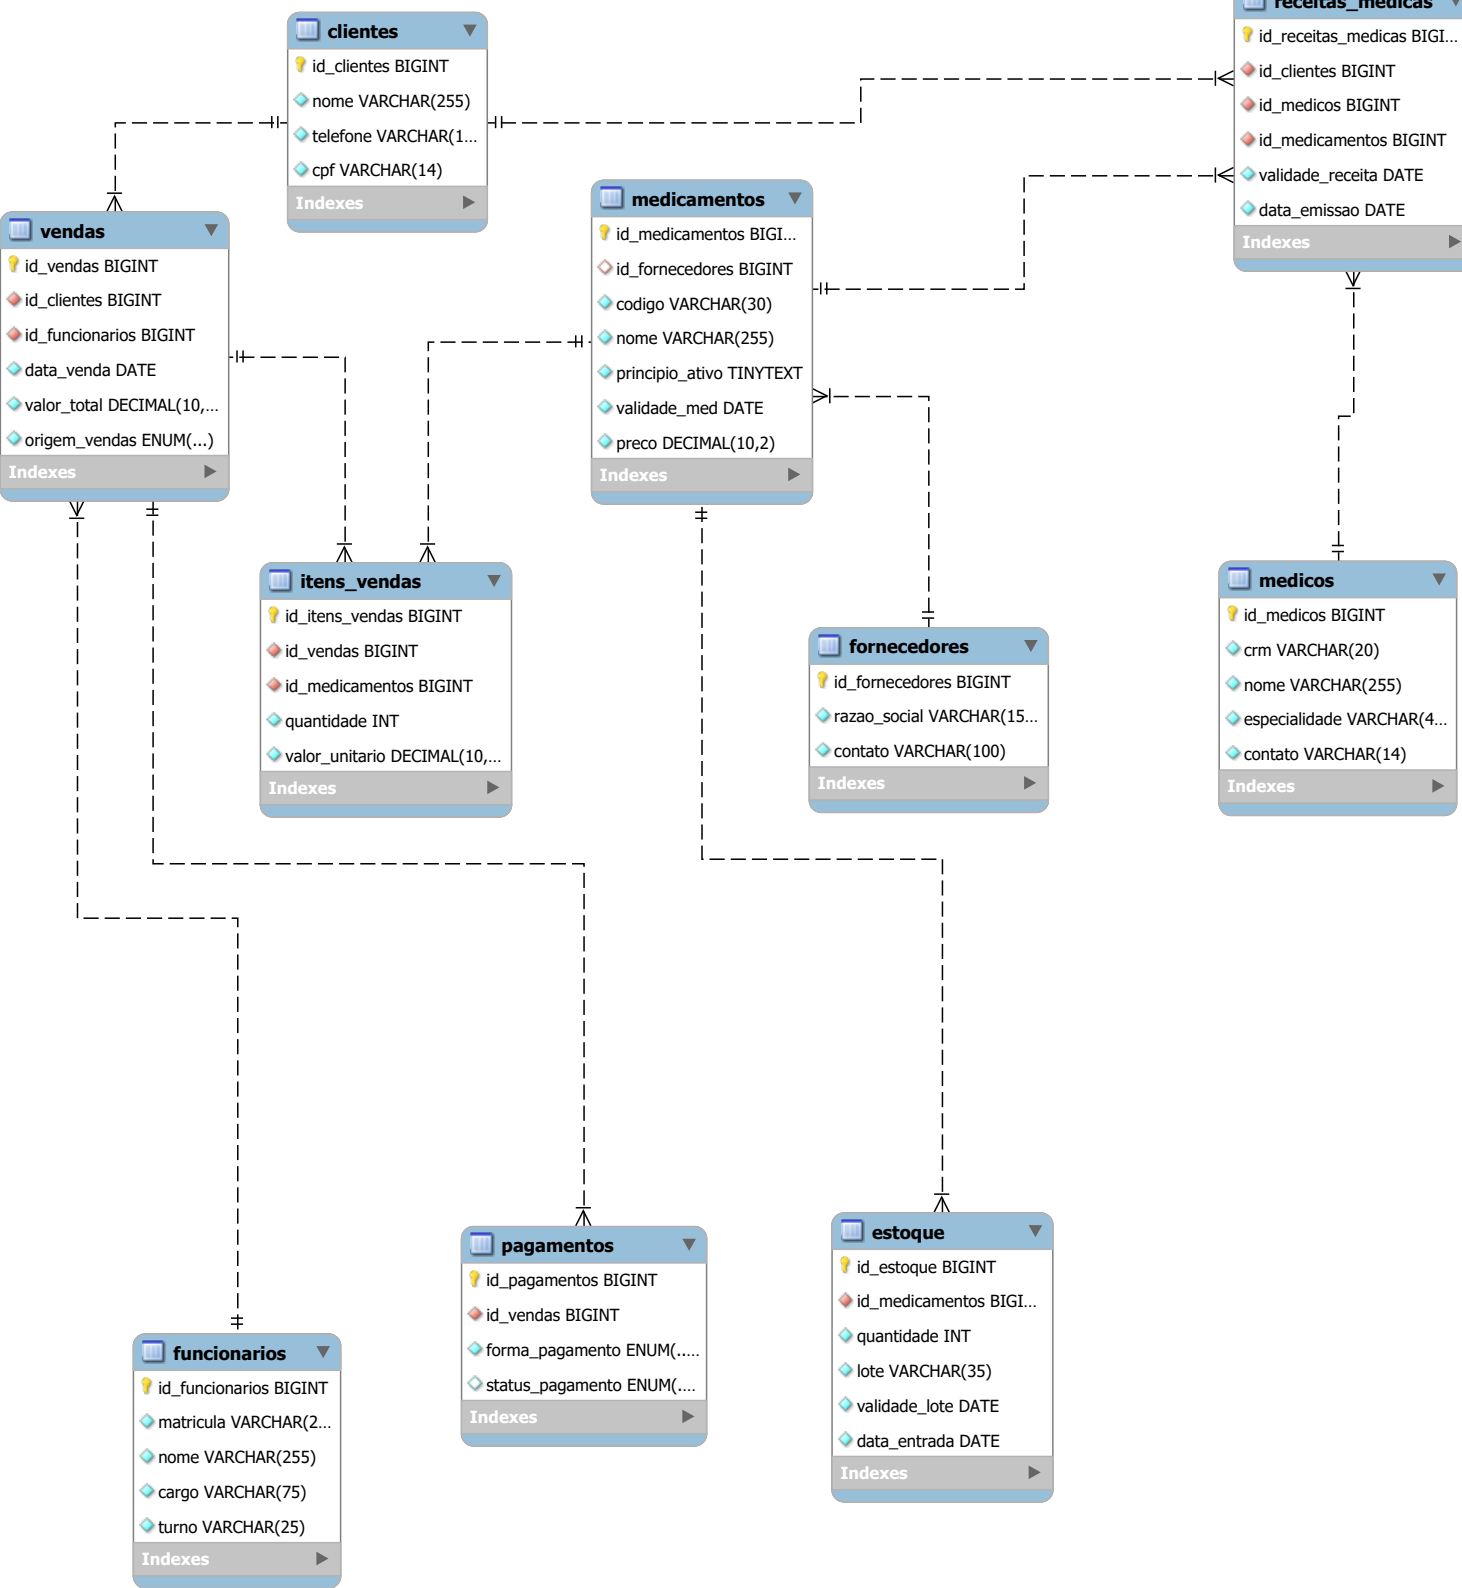 clientes
id_clientes BIGINT
nome VARCHAR(255)
telefone VARCHAR(1...
cpf VARCHAR(14)
Indexes
receitas_medicas
id_receitas_medicas BIGI...
id_clientes BIGINT
id_medicos BIGINT
id_medicamentos BIGINT
validade_receita DATE
data_emissao DATE
Indexes
vendas
id_vendas BIGINT
id_clientes BIGINT
id_funcionarios BIGINT
data_venda DATE
valor_total DECIMAL(10,...
origem_vendas ENUM(...)
Indexes
medicamentos
id_medicamentos BIGI...
id_fornecedores BIGINT
codigo VARCHAR(30)
nome VARCHAR(255)
principio_ativo TINYTEXT
validade_med DATE
preco DECIMAL(10,2)
Indexes
itens_vendas
id_itens_vendas BIGINT
id_vendas BIGINT
id_medicamentos BIGINT
quantidade INT
valor_unitario DECIMAL(10,...
Indexes
fornecedores
id_fornecedores BIGINT
razao_social VARCHAR(15...
contato VARCHAR(100)
Indexes
medicos
id_medicos BIGINT
crm VARCHAR(20)
nome VARCHAR(255)
especialidade VARCHAR(4...
contato VARCHAR(14)
Indexes
funcionarios
id_funcionarios BIGINT
matricula VARCHAR(2...
nome VARCHAR(255)
cargo VARCHAR(75)
turno VARCHAR(25)
Indexes
pagamentos
id_pagamentos BIGINT
id_vendas BIGINT
forma_pagamento ENUM(.....
status_pagamento ENUM(....
Indexes
estoque
id_estoque BIGINT
id_medicamentos BIGI...
quantidade INT
lote VARCHAR(35)
validade_lote DATE
data_entrada DATE
Indexes